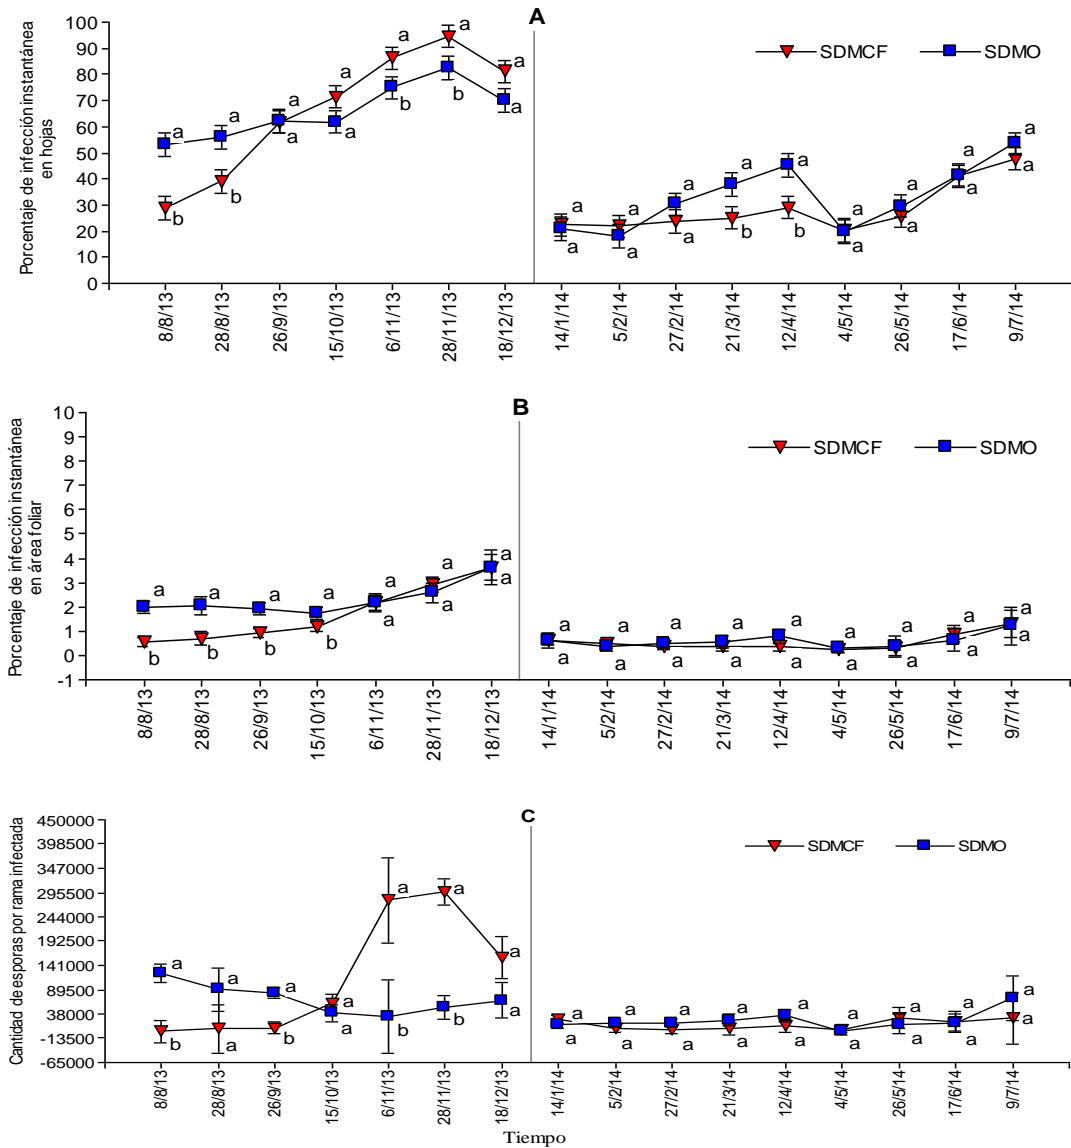 A
Porcentaje de infección instantánea
en hojas
SDMCF SDMO
100
90
80
70
60
50
40
30
20
10
0
a a a a a a a
b b a a b b a
a a a a a a a a a
a a a b b a a a a
8/8/13 28/8/13 26/9/13 15/10/13 6/11/13 28/11/13 18/12/13 14/1/14 5/2/14 27/2/14 21/3/14 12/4/14 4/5/14 26/5/14 17/6/14 9/7/14
B
Porcentaje de infección instantánea
en área foliar
SDMCF SDMO
10
9
8
7
6
5
4
3
2
1
0
-1
a a a a a a a
b b b b a a a
a a a a a a a a a
a a a a a a a a a
8/8/13 28/8/13 26/9/13 15/10/13 6/11/13 28/11/13 18/12/13 14/1/14 5/2/14 27/2/14 21/3/14 12/4/14 4/5/14 26/5/14 17/6/14 9/7/14
C
Cantidad de esporas por rama infectada
SDMCF SDMO
450000
398500
347000
295500
244000
192500
141000
89500
38000
-13500
-65000
a a a a a a a
b a b a b b a
a a a a a a a a a
a a a a a a a a a
8/8/13 28/8/13 26/9/13 15/10/13 6/11/13 28/11/13 18/12/13 14/1/14 5/2/14 27/2/14 21/3/14 12/4/14 4/5/14 26/5/14 17/6/14 9/7/14
Tiempo